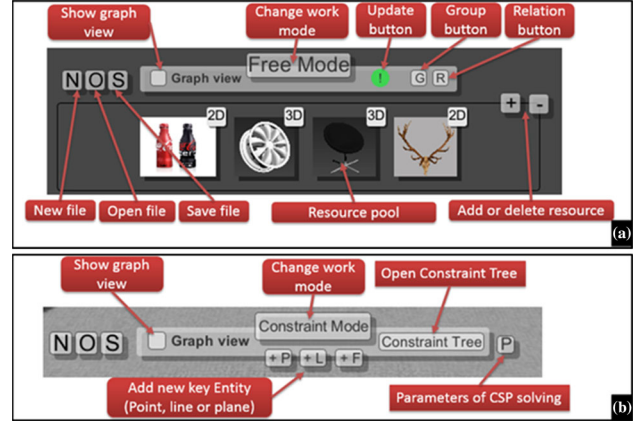 Show graph
view
Change work
mode
Update
button
Group
button
Relation
button
Free Mode
N O S
Graph view
!
G R
+ -
2D
3D
3D
2D
New file
Open file
Save file
Resource pool
Add or delete resource
(a)
Show graph
view
Change work
mode
Open Constraint Tree
Constraint Mode
N O S
Graph view
Constraint Tree
P
+ P + L + F
Add new key Entity
(Point, line or plane)
Parameters of CSP solving
(b)